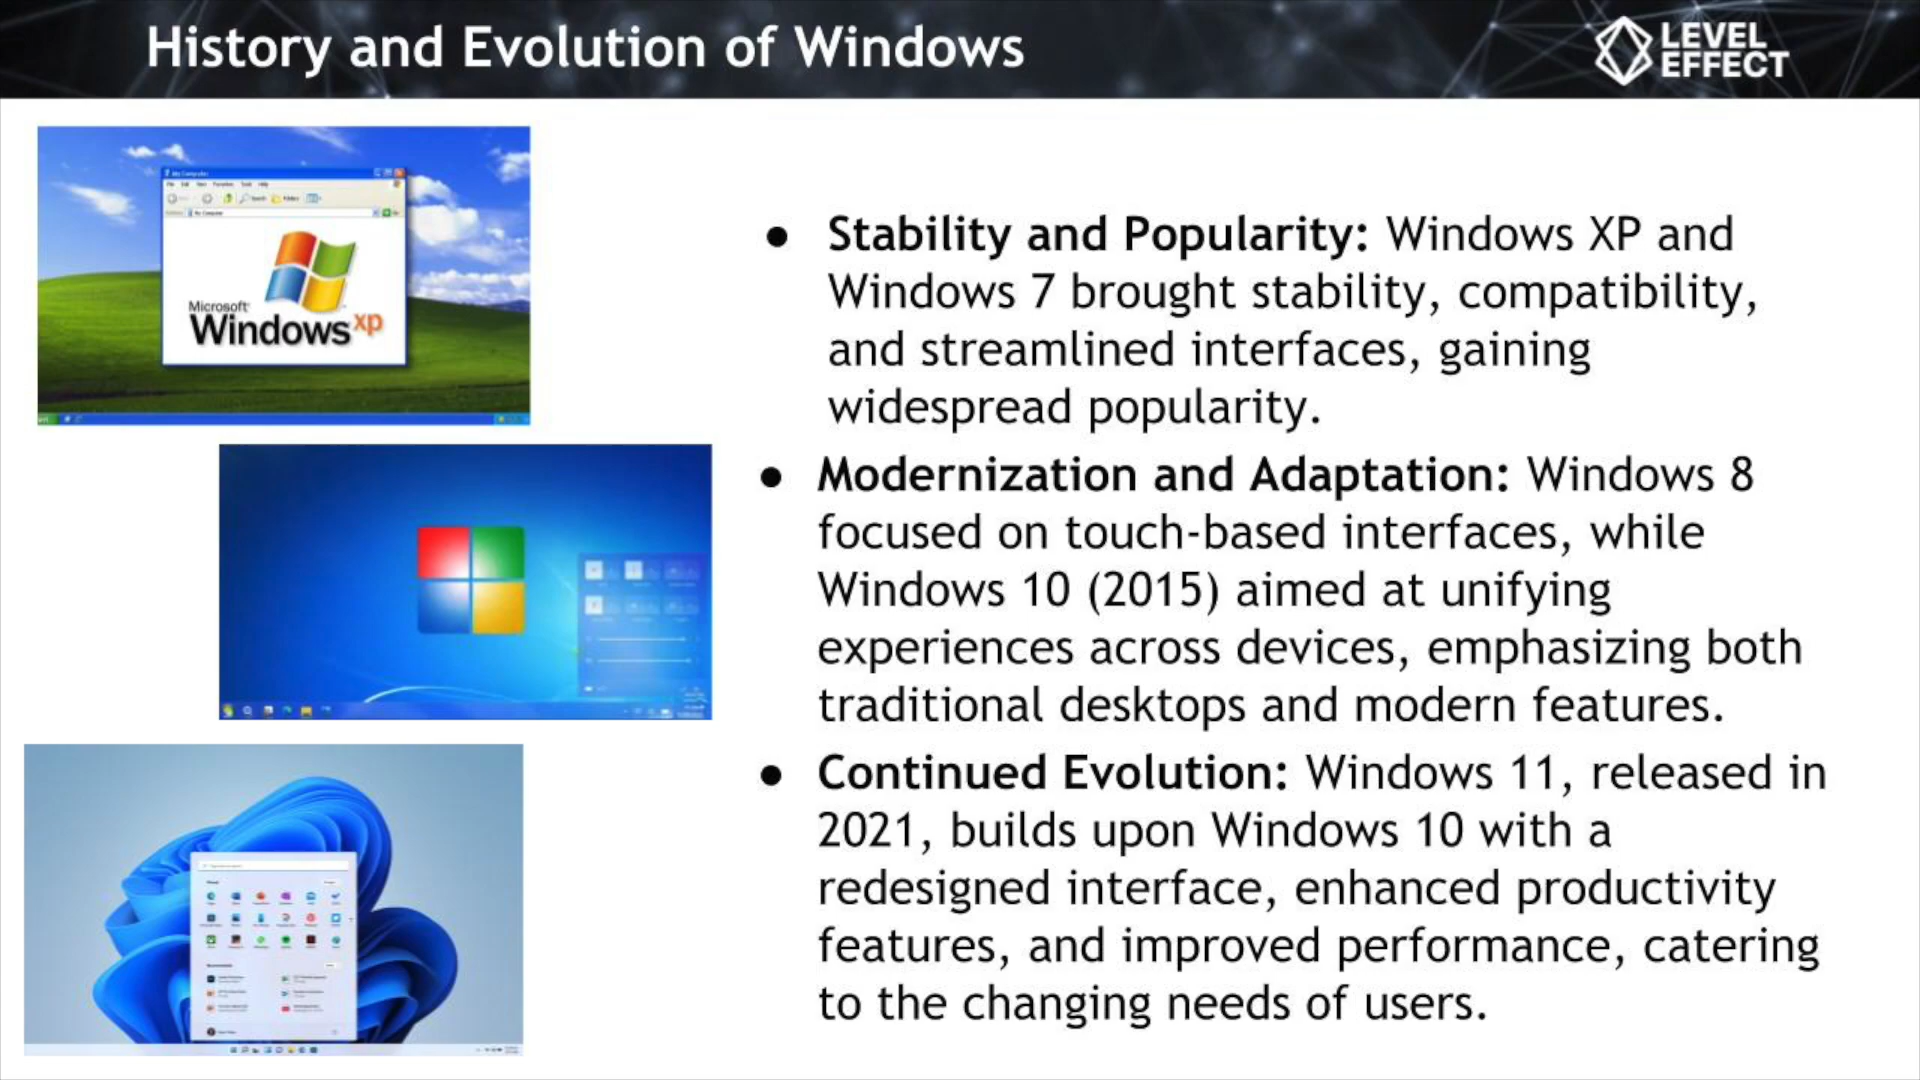 History and Evolution of Windows
LEVEL
EFFECT
My Computer
Microsoft
Windows xp
● Stability and Popularity: Windows XP and
Windows 7 brought stability, compatibility,
and streamlined interfaces, gaining
widespread popularity.
● Modernization and Adaptation: Windows 8
focused on touch-based interfaces, while
Windows 10 (2015) aimed at unifying
experiences across devices, emphasizing both
traditional desktops and modern features.
● Continued Evolution: Windows 11, released in
2021, builds upon Windows 10 with a
redesigned interface, enhanced productivity
features, and improved performance, catering
to the changing needs of users.